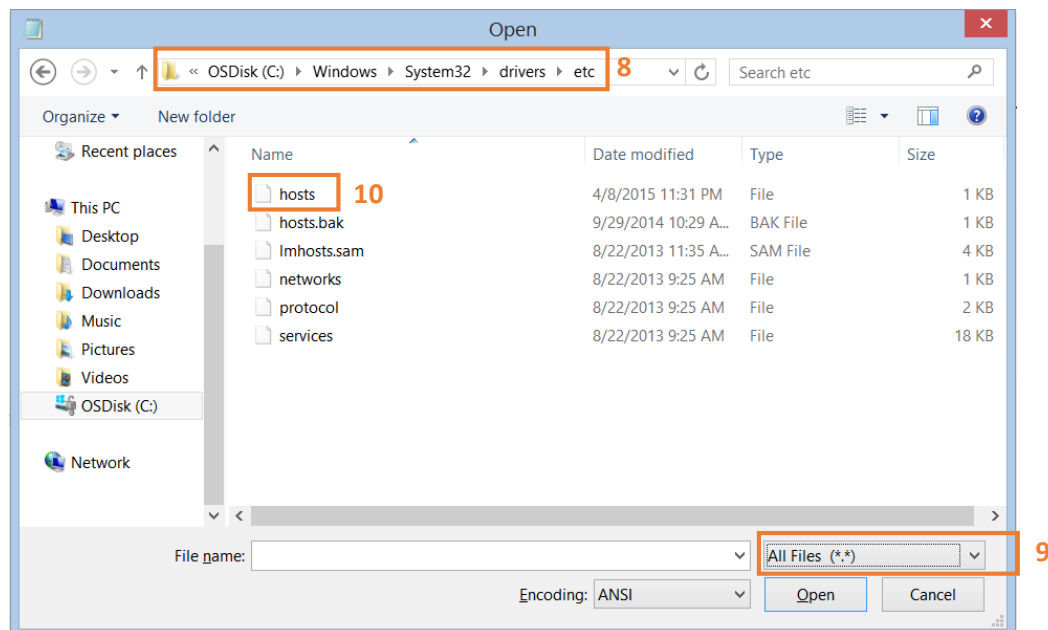 Open
« OSDisk (C:) Windows System32 drivers etc 8 Search etc
Organize New folder
Recent places
This PC
Desktop
Documents
Downloads
Music
Pictures
Videos
OSDisk (C:)
Network
Name Date modified Type Size
hosts 10 4/8/2015 11:31 PM File 1 KB
hosts.bak 9/29/2014 10:29 A... BAK File 1 KB
lmhosts.sam 8/22/2013 11:35 A... SAM File 4 KB
networks 8/22/2013 9:25 AM File 1 KB
protocol 8/22/2013 9:25 AM File 2 KB
services 8/22/2013 9:25 AM File 18 KB
File name: All Files (*.*) 9
Encoding: ANSI Open Cancel